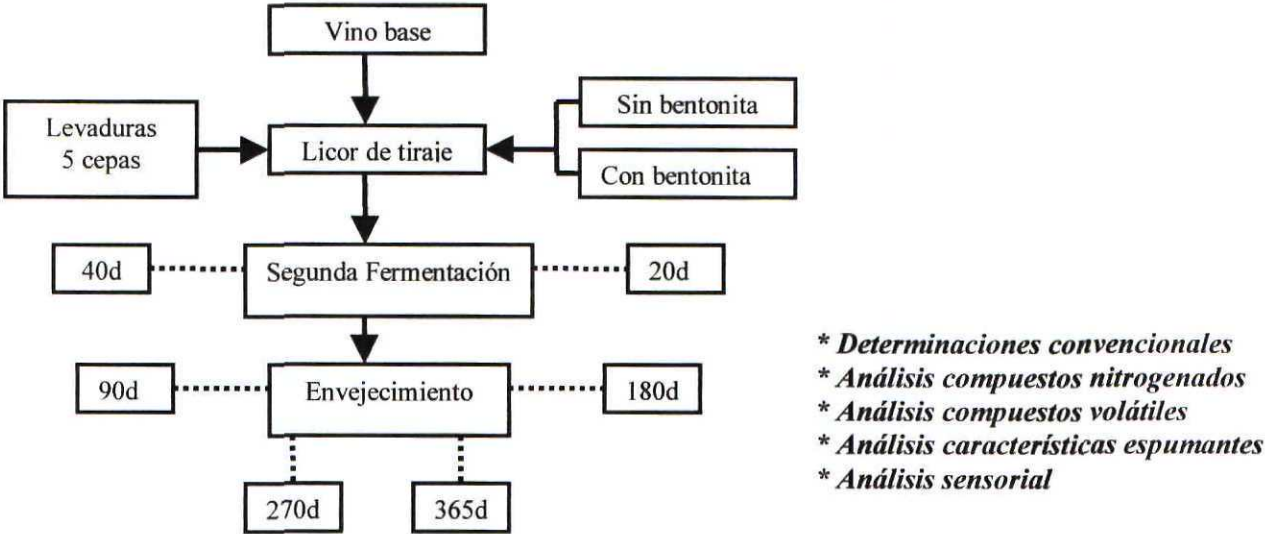 Vino base
Levaduras
5 cepas
Licor de tiraje
Sin bentonita
Con bentonita
40d
Segunda Fermentación
20d
90d
Envejecimiento
180d
270d
365d
* Determinaciones convencionales
* Análisis compuestos nitrogenados
* Análisis compuestos volátiles
* Análisis características espumantes
* Análisis sensorial